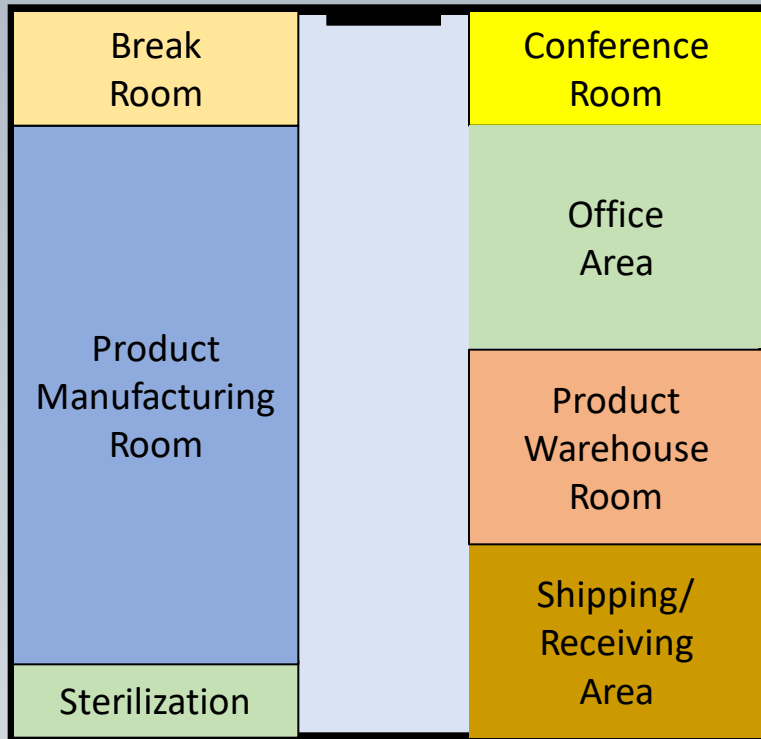 Break
Room
Conference
Room
Office
Area
Product
Manufacturing
Room
Product
Warehouse
Room
Shipping/
Receiving
Area
Sterilization